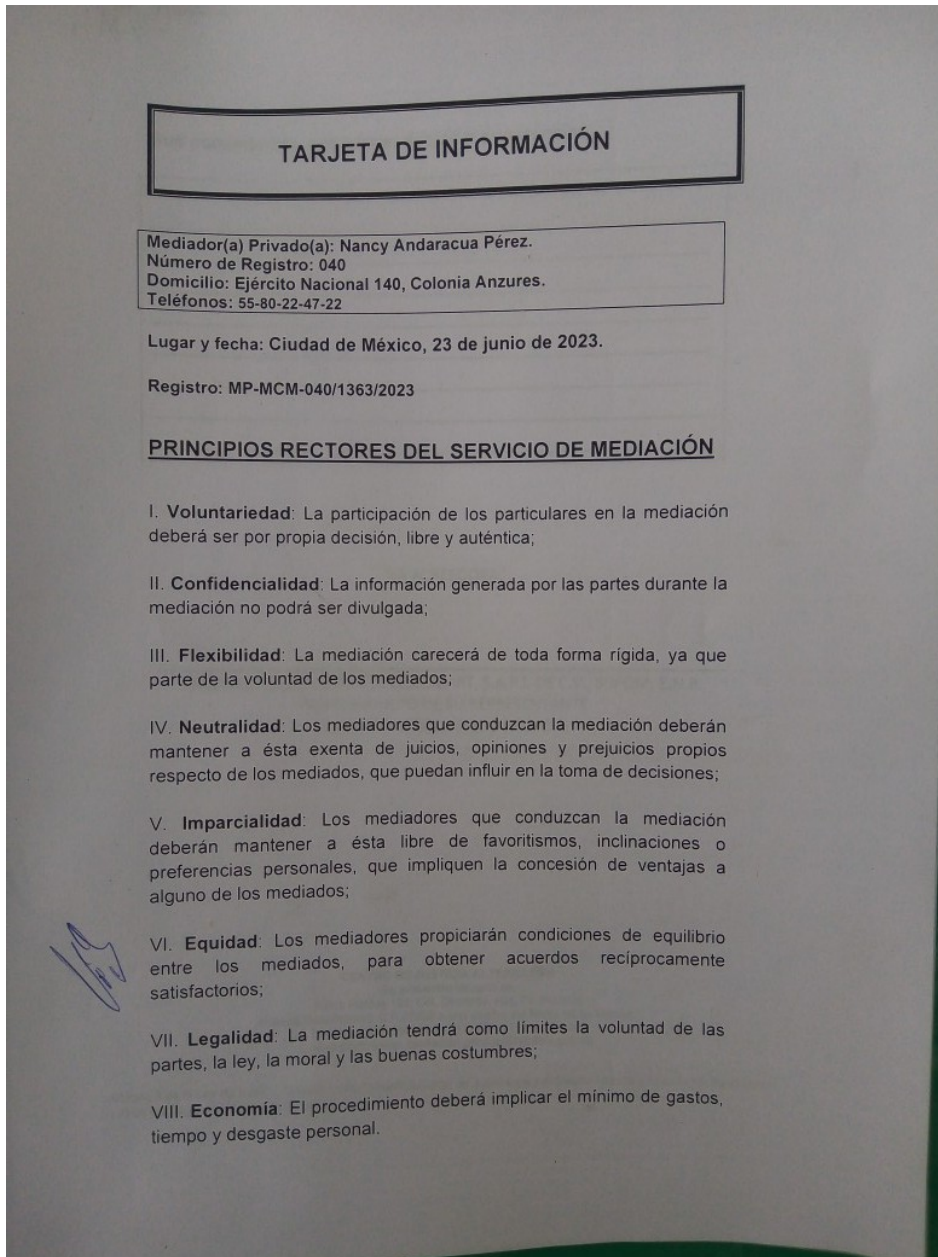 TARJETA DE INFORMACIÓN
Mediador(a) Privado(a): Nancy Andaracua Pérez.
Número de Registro: 040
Domicilio: Ejército Nacional 140, Colonia Anzures.
Teléfonos: 55-80-22-47-22
Lugar y fecha: Ciudad de México, 23 de junio de 2023.
Registro: MP-MCM-040/1363/2023
PRINCIPIOS RECTORES DEL SERVICIO DE MEDIACIÓN
I. Voluntariedad: La participación de los particulares en la mediación
deberá ser por propia decisión, libre y auténtica;
II. Confidencialidad: La información generada por las partes durante la
mediación no podrá ser divulgada;
III. Flexibilidad: La mediación carecerá de toda forma rígida, ya que
parte de la voluntad de los mediados;
IV. Neutralidad: Los mediadores que conduzcan la mediación deberán
mantener a ésta exenta de juicios, opiniones y prejuicios propios
respecto de los mediados, que puedan influir en la toma de decisiones;
V. Imparcialidad: Los mediadores que conduzcan la mediación
deberán mantener a ésta libre de favoritismos, inclinaciones o
preferencias personales, que impliquen la concesión de ventajas a
alguno de los mediados;
VI. Equidad: Los mediadores propiciarán condiciones de equilibrio
entre los mediados, para obtener acuerdos recíprocamente
satisfactorios;
VII. Legalidad: La mediación tendrá como límites la voluntad de las
partes, la ley, la moral y las buenas costumbres;
VIII. Economía: El procedimiento deberá implicar el mínimo de gastos,
tiempo y desgaste personal.